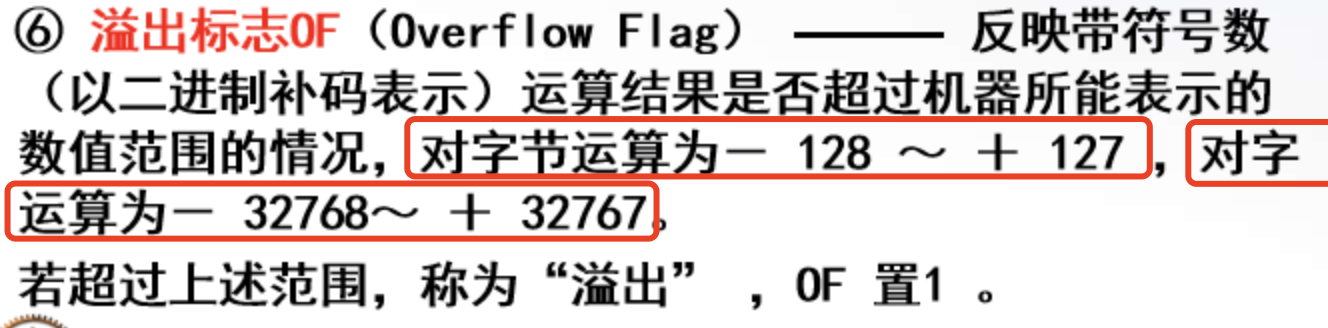 ⑥ 溢出标志OF（Overflow Flag） ——— 反映带符号数
（以二进制补码表示）运算结果是否超过机器所能表示的
数值范围的情况，对字节运算为－ 128 ～ ＋ 127 ，对字
运算为－ 32768～ ＋ 32767。
若超过上述范围，称为“溢出” ，OF 置1 。